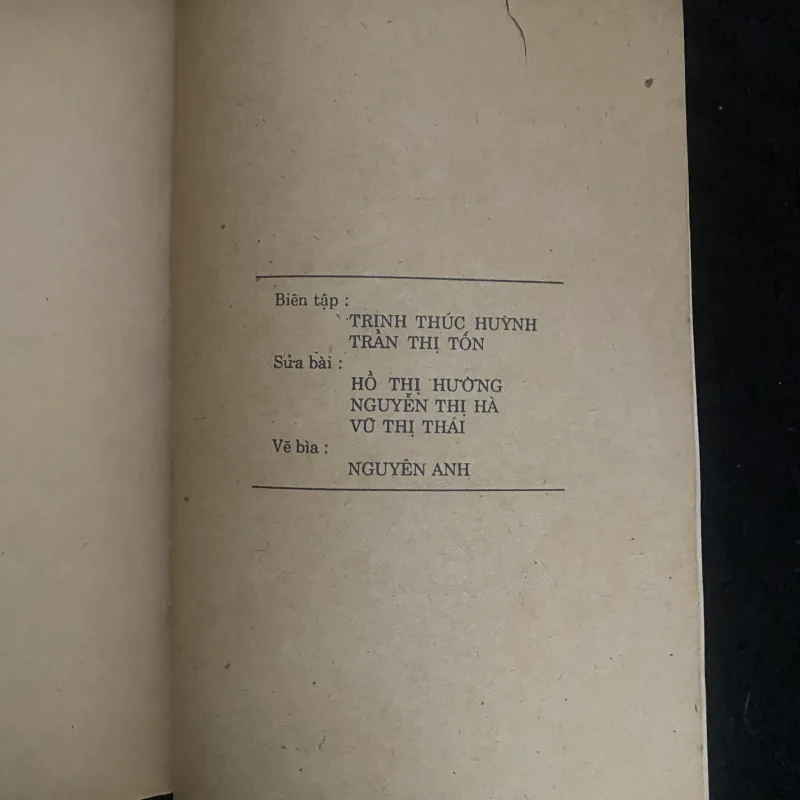 Biên tập :
TRỊNH THÚC HUỲNH
TRẦN THỊ TỐN
Sửa bài :
HỒ THỊ HƯỜNG
NGUYỄN THỊ HÀ
VŨ THỊ THÁI
Vẽ bìa :
NGUYÊN ANH